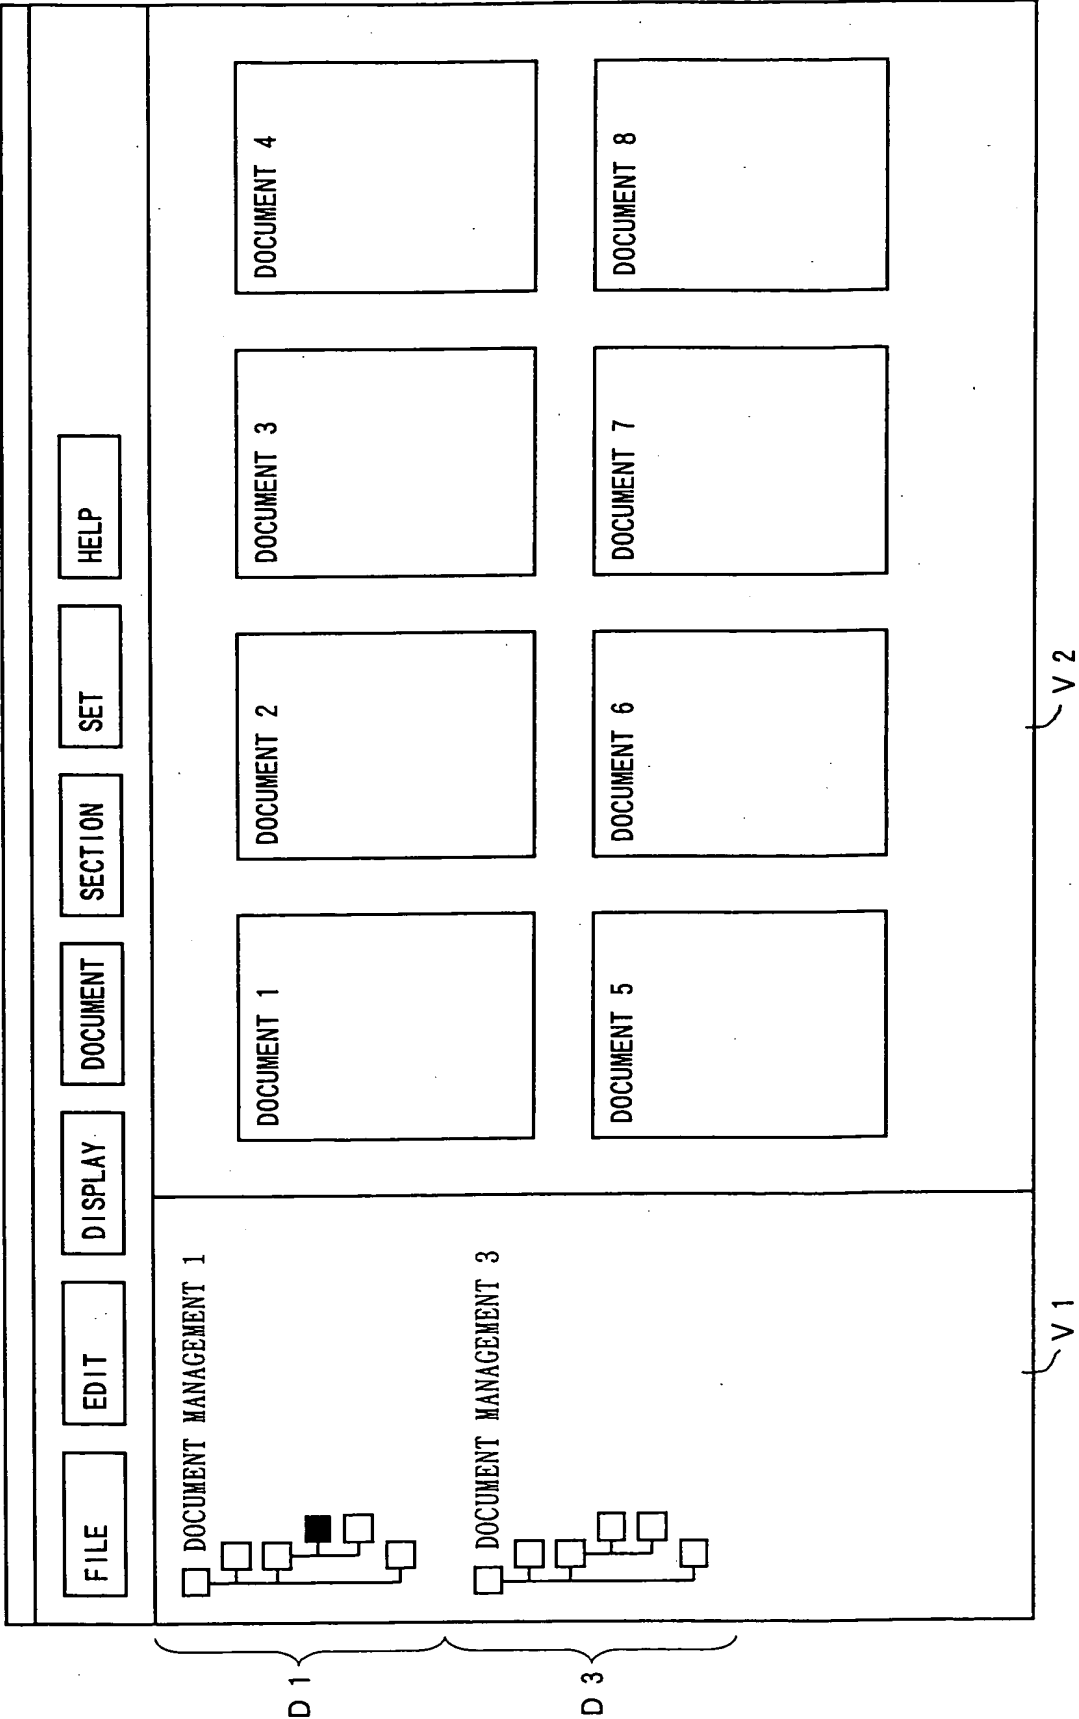 FILE
EDIT
DISPLAY
DOCUMENT
SECTION
SET
HELP
D 1
DOCUMENT MANAGEMENT 1
D 3
DOCUMENT MANAGEMENT 3
DOCUMENT 1
DOCUMENT 2
DOCUMENT 3
DOCUMENT 4
DOCUMENT 5
DOCUMENT 6
DOCUMENT 7
DOCUMENT 8
V 1
V 2